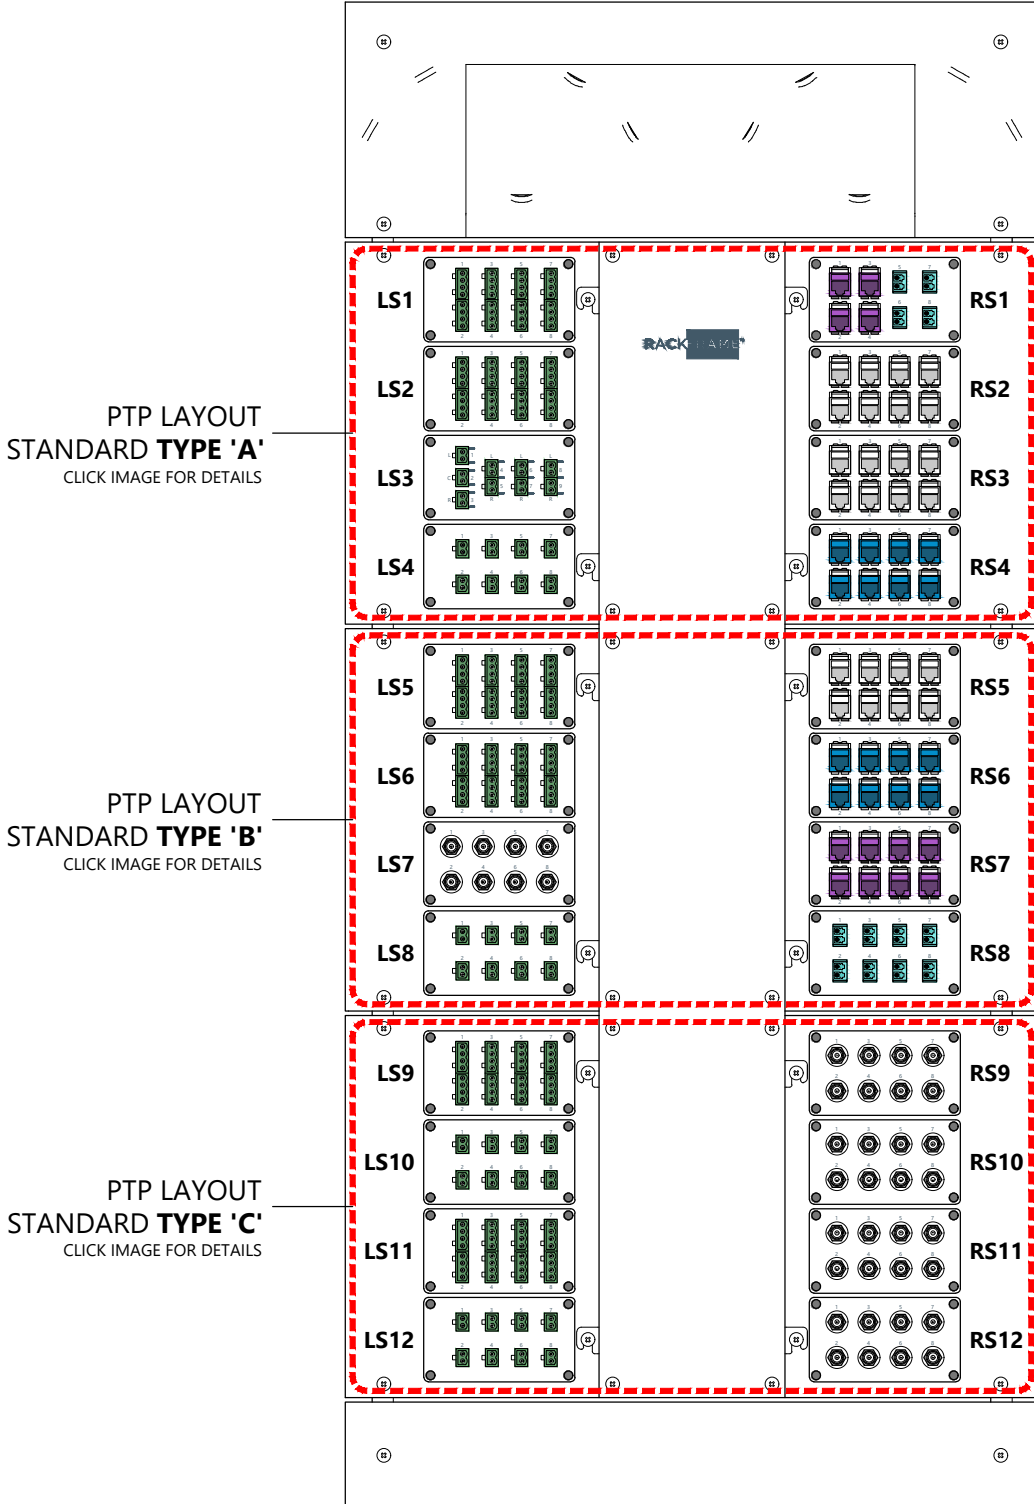 LS1
RS1
RACK
LS2
RS2
PTP LAYOUT
STANDARD TYPE 'A'
CLICK IMAGE FOR DETAILS
LS3
RS3
LS4
RS4
LS5
RS5
LS6
RS6
PTP LAYOUT
STANDARD TYPE 'B'
CLICK IMAGE FOR DETAILS
LS7
RS7
LS8
RS8
LS9
RS9
LS10
RS10
PTP LAYOUT
STANDARD TYPE 'C'
CLICK IMAGE FOR DETAILS
LS11
RS11
LS12
RS12